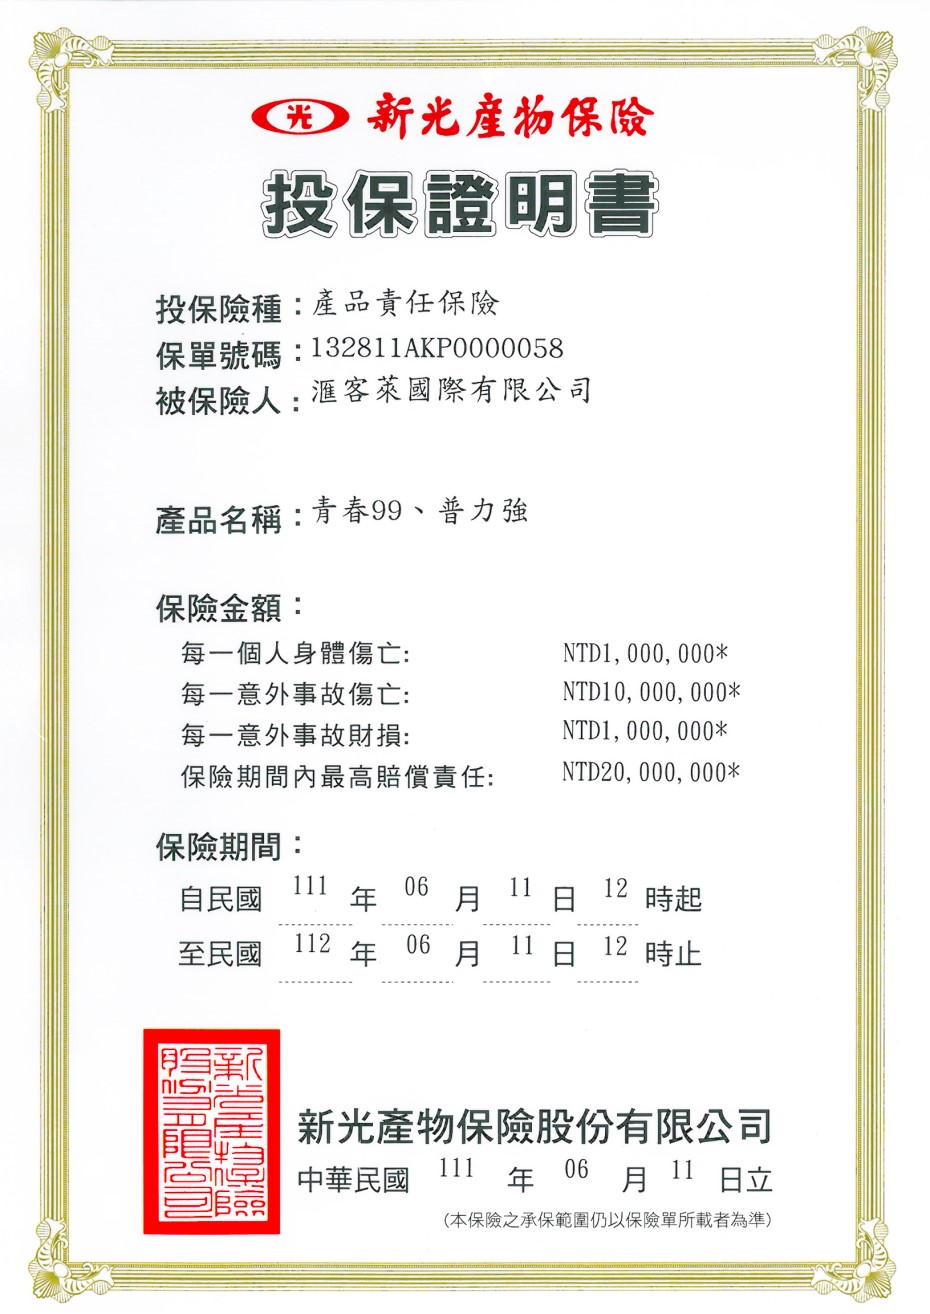 光 新光產物保險
投保證明書
投保險種：產品責任保險
保單號碼：132811AKP0000058
被保險人：滙客萊國際有限公司
產品名稱：青春99、普力強
保險金額：
每一個人身體傷亡: NTD1,000,000*
每一意外事故傷亡: NTD10,000,000*
每一意外事故財損: NTD1,000,000*
保險期間內最高賠償責任: NTD20,000,000*
保險期間：
自民國 111 年 06 月 11 日 12 時起
至民國 112 年 06 月 11 日 12 時止
新光產物保險
股份有限公司
新光產物保險股份有限公司
中華民國 111 年 06 月 11 日立
(本保險之承保範圍仍以保險單所載者為準)